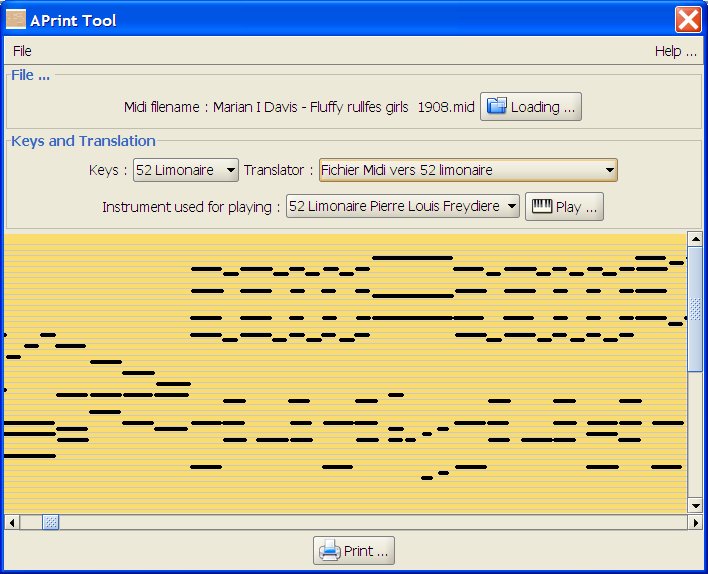 APrint Tool
File Help ...
File ...
Midi filename : Marian I Davis - Fluffy rullfes girls 1908.mid Loading ...
Keys and Translation
Keys : 52 Limonaire Translator : Fichier Midi vers 52 limonaire
Instrument used for playing : 52 Limonaire Pierre Louis Freydiere Play ...
Print ...